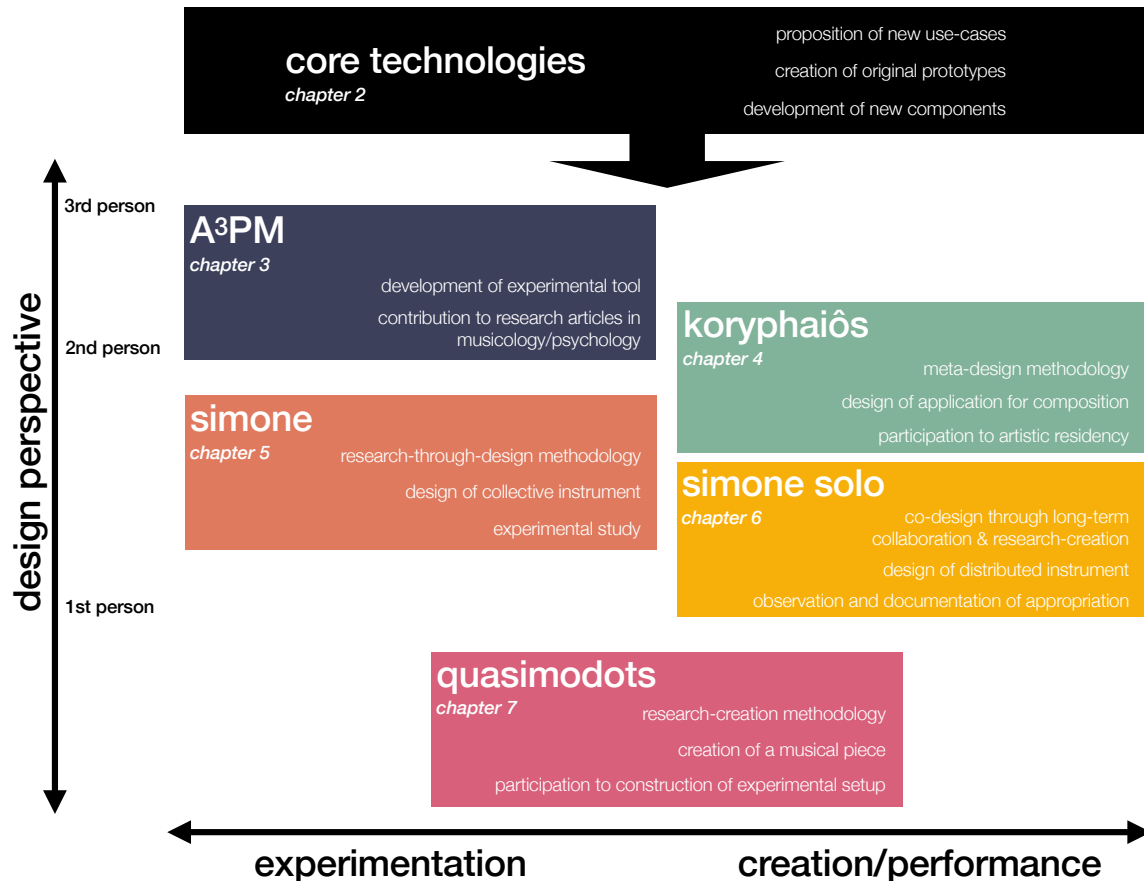 core technologies
chapter 2
proposition of new use-cases
creation of original prototypes
development of new components
design perspective
3rd person
2nd person
1st person
A³PM
chapter 3
development of experimental tool
contribution to research articles in
musicology/psychology
koryphaiôs
chapter 4
meta-design methodology
design of application for composition
participation to artistic residency
simone
chapter 5
research-through-design methodology
design of collective instrument
experimental study
simone solo
chapter 6
co-design through long-term
collaboration & research-creation
design of distributed instrument
observation and documentation of appropriation
quasimodots
chapter 7
research-creation methodology
creation of a musical piece
participation to construction of experimental setup
experimentation
creation/performance